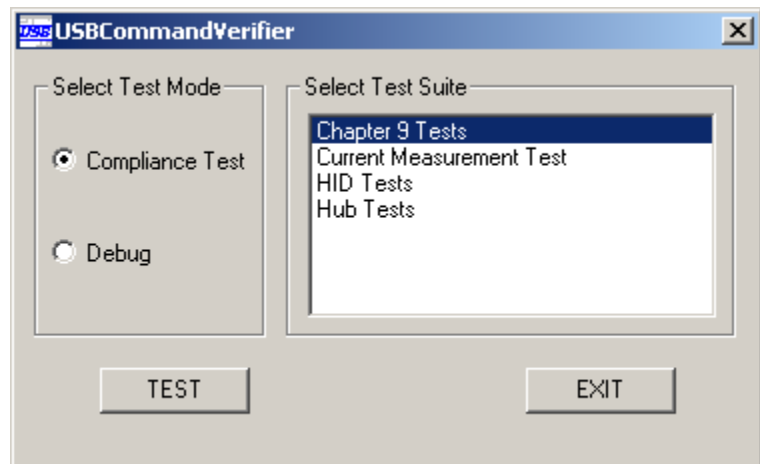 USB USBCommandVerifier
Select Test Mode
Compliance Test
Debug
Select Test Suite
Chapter 9 Tests
Current Measurement Test
HID Tests
Hub Tests
TEST
EXIT